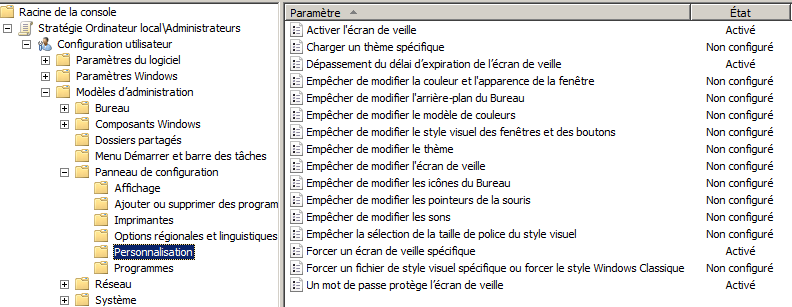 Racine de la console
Stratégie Ordinateur local\Administrateurs
Configuration utilisateur
Paramètres du logiciel
Paramètres Windows
Modèles d'administration
Bureau
Composants Windows
Dossiers partagés
Menu Démarrer et barre des tâches
Panneau de configuration
Affichage
Ajouter ou supprimer des program
Imprimantes
Options régionales et linguistiques
Personnalisation
Programmes
Réseau
Système
Paramètre État
Activer l'écran de veille Activé
Charger un thème spécifique Non configuré
Dépassement du délai d'expiration de l'écran de veille Activé
Empêcher de modifier la couleur et l'apparence de la fenêtre Non configuré
Empêcher de modifier l'arrière-plan du Bureau Non configuré
Empêcher de modifier le modèle de couleurs Non configuré
Empêcher de modifier le style visuel des fenêtres et des boutons Non configuré
Empêcher de modifier le thème Non configuré
Empêcher de modifier l'écran de veille Non configuré
Empêcher de modifier les icônes du Bureau Non configuré
Empêcher de modifier les pointeurs de la souris Non configuré
Empêcher de modifier les sons Non configuré
Empêcher la sélection de la taille de police du style visuel Non configuré
Forcer un écran de veille spécifique Activé
Forcer un fichier de style visuel spécifique ou forcer le style Windows Classique Non configuré
Un mot de passe protège l'écran de veille Activé